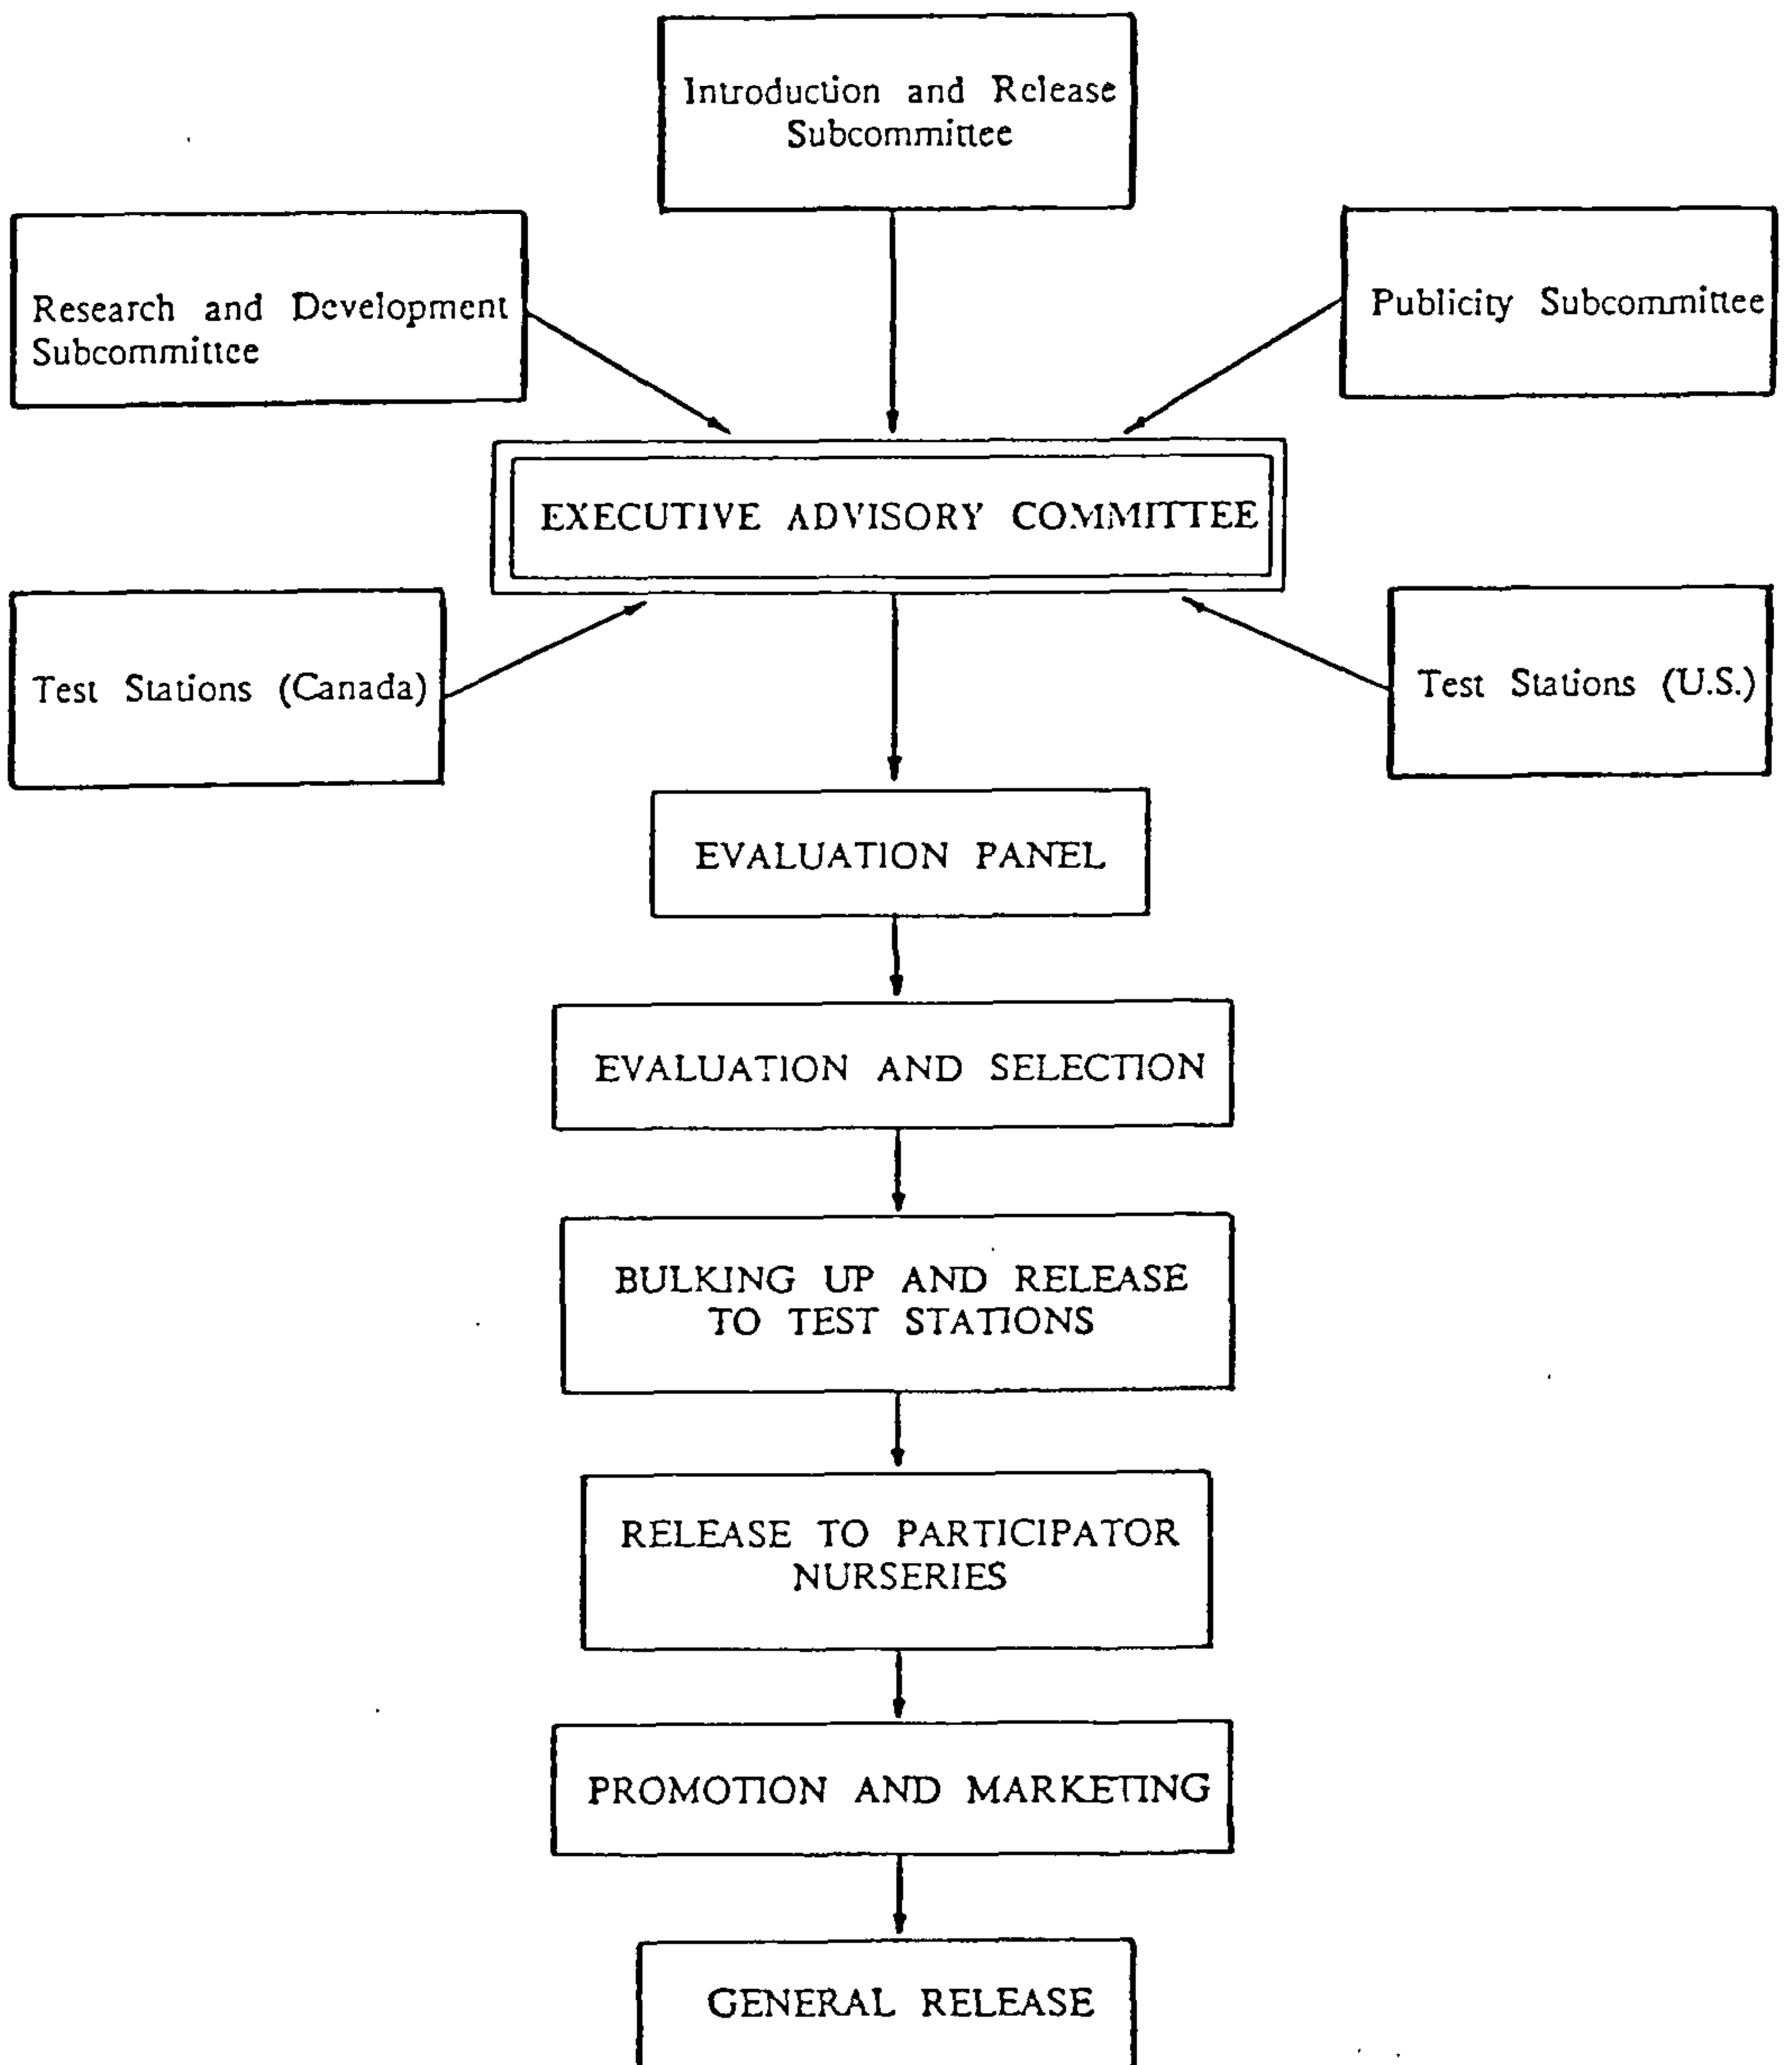 Introduction and Release
Subcommittee
Research and Development
Subcommittee
Publicity Subcommittee
EXECUTIVE ADVISORY COMMITTEE
Test Stations (Canada)
Test Stations (U.S.)
EVALUATION PANEL
EVALUATION AND SELECTION
BULKING UP AND RELEASE
TO TEST STATIONS
RELEASE TO PARTICIPATOR
NURSERIES
PROMOTION AND MARKETING
GENERAL RELEASE